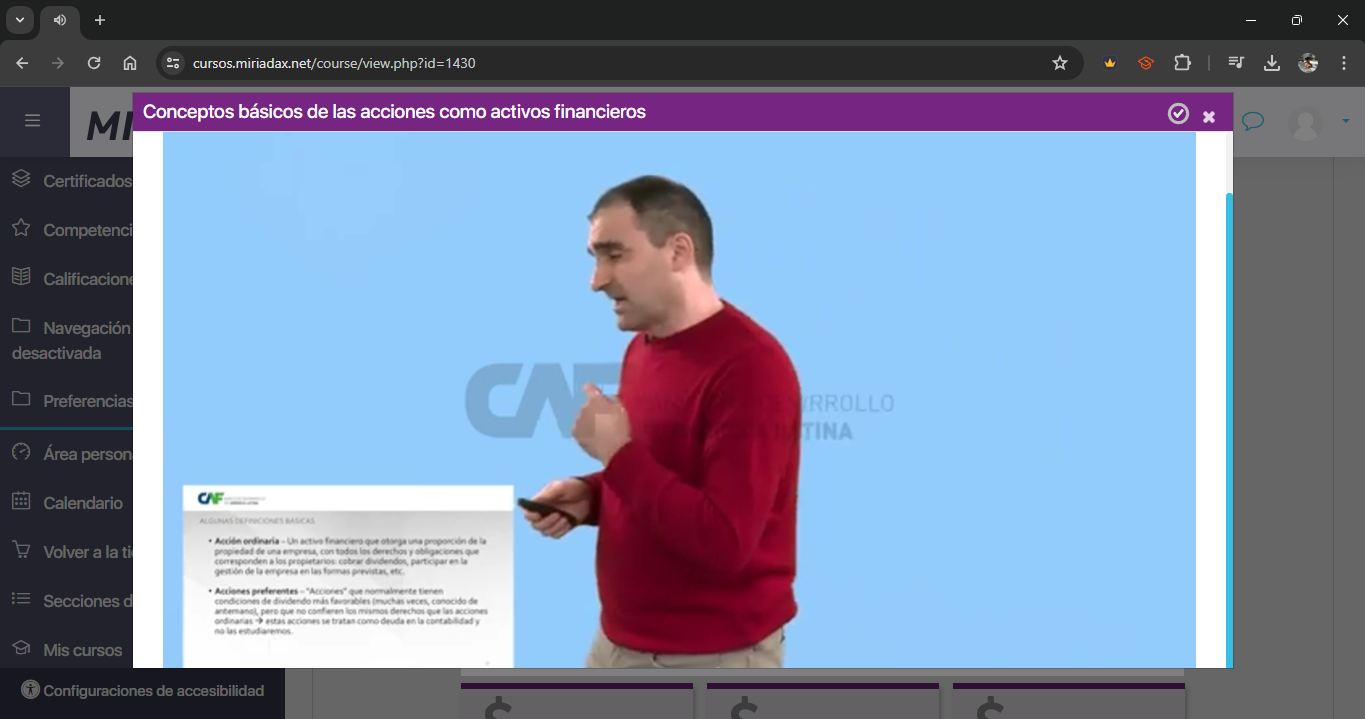 cursos.miriadax.net/course/view.php?id=1430
MI
Conceptos básicos de las acciones como activos financieros
Certificados
Competenci
Calificacione
Navegación
desactivada
Preferencias
Área person
Calendario
Volver a la ti
Secciones d
Mis cursos
Configuraciones de accesibilidad
CAF
ARROLLO
CAF
ALGUNAS DEFINICIONES BÁSICAS
• Acción ordinaria – Un activo financiero que otorga una proporción de la
propiedad de una empresa, con todos los derechos y obligaciones que
corresponden a los propietarios: cobrar dividendos, participar en la
gestión de la empresa en las formas previstas, etc.
• Acciones preferentes – "Acciones" que normalmente tienen
condiciones de dividendo más favorables (muchas veces, conocido de
antemano), pero que no confieren los mismos derechos que las acciones
ordinarias → estas acciones se tratan como deuda en la contabilidad y
no las estudiaremos.